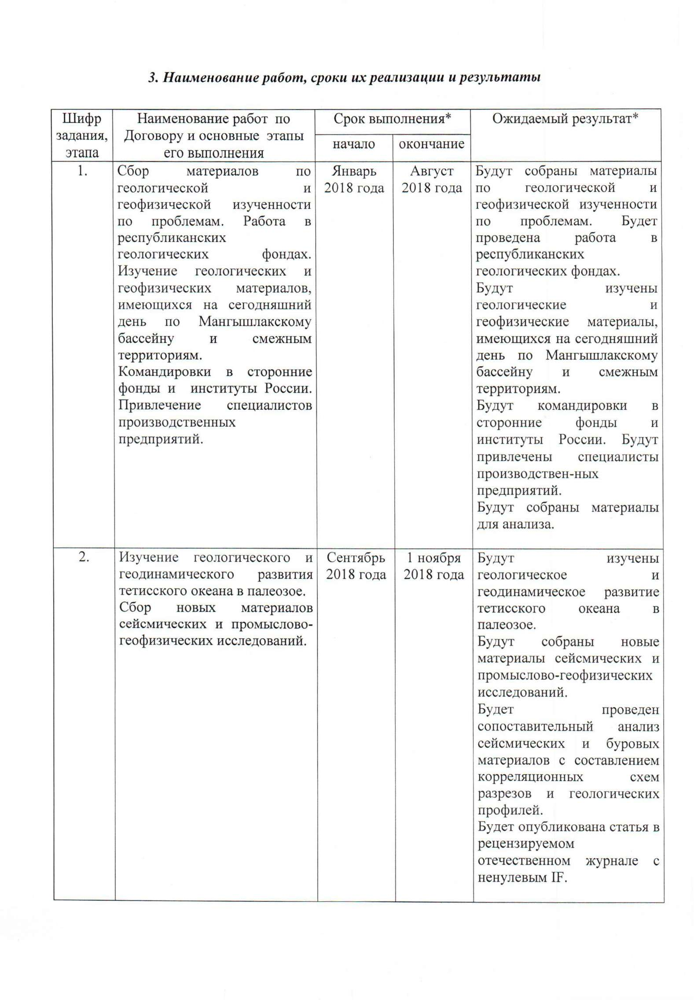 3. Наименование работ, сроки их реализации и результаты
Шифр
задания,
этапа
Наименование работ по
Договору и основные этапы
его выполнения
Срок выполнения*
начало
окончание
Ожидаемый результат*
1.
Сбор материалов по
геологической и
геофизической изученности
по проблемам. Работа в
республиканских
геологических фондах.
Изучение геологических и
геофизических материалов,
имеющихся на сегодняшний
день по Мангышлакскому
бассейну и смежным
территориям.
Командировки в сторонние
фонды и институты России.
Привлечение специалистов
производственных
предприятий.
Январь
2018 года
Август
2018 года
Будут собраны материалы
по геологической и
геофизической изученности
по проблемам. Будет
проведена работа в
республиканских
геологических фондах.
Будут изучены
геологические и
геофизические материалы,
имеющихся на сегодняшний
день по Мангышлакскому
бассейну и смежным
территориям.
Будут командировки в
сторонние фонды и
институты России. Будут
привлечены специалисты
производствен-ных
предприятий.
Будут собраны материалы
для анализа.
2.
Изучение геологического и
геодинамического развития
тетисского океана в палеозое.
Сбор новых материалов
сейсмических и промыслово-
геофизических исследований.
Сентябрь
2018 года
1 ноября
2018 года
Будут изучены
геологическое и
геодинамическое развитие
тетисского океана в
палеозое.
Будут собраны новые
материалы сейсмических и
промыслово-геофизических
исследований.
Будет проведен
сопоставительный анализ
сейсмических и буровых
материалов с составлением
корреляционных схем
разрезов и геологических
профилей.
Будет опубликована статья в
рецензируемом
отечественном журнале с
ненулевым IF.